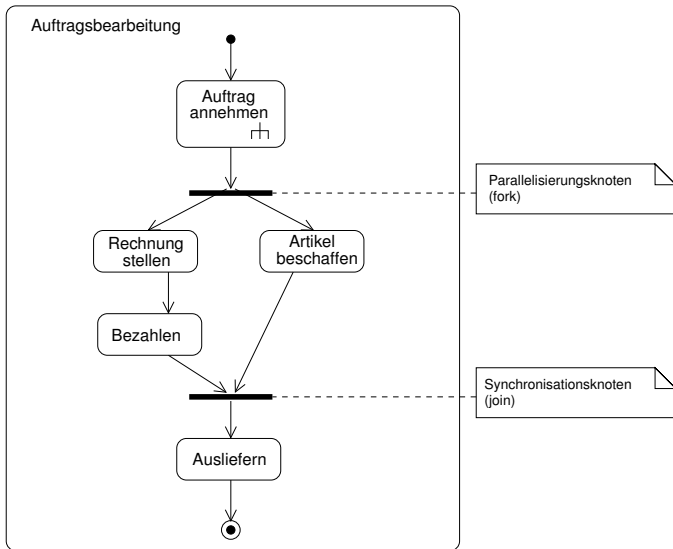 Auftragsbearbeitung
Auftrag
annehmen
Parallelisierungsknoten
(fork)
Rechnung
stellen
Artikel
beschaffen
Bezahlen
Synchronisationsknoten
(join)
Ausliefern